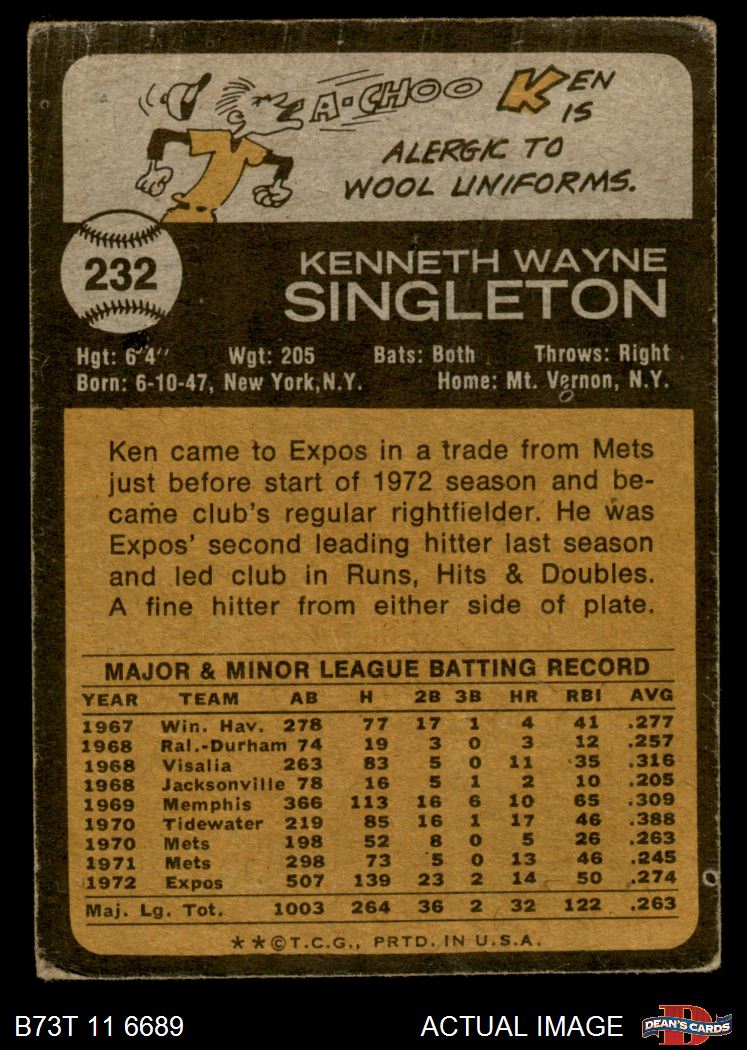 A-CHOO KEN
IS
ALERGIC TO
WOOL UNIFORMS.
232
KENNETH WAYNE
SINGLETON
Hgt: 6'4" Wgt: 205 Bats: Both Throws: Right
Born: 6-10-47, New York, N.Y. Home: Mt. Vernon, N.Y.
Ken came to Expos in a trade from Mets
just before start of 1972 season and be-
came club's regular rightfielder. He was
Expos' second leading hitter last season
and led club in Runs, Hits & Doubles.
A fine hitter from either side of plate.
MAJOR & MINOR LEAGUE BATTING RECORD
YEAR TEAM AB H 2B 3B HR RBI AVG
1967 Win. Hav. 278 77 17 1 4 41 .277
1968 Ral.-Durham 74 19 3 0 3 12 .257
1968 Visalia 263 83 5 0 11 35 .316
1968 Jacksonville 78 16 5 1 2 10 .205
1969 Memphis 366 113 16 6 10 65 .309
1970 Tidewater 219 85 16 1 17 46 .388
1970 Mets 198 52 8 0 5 26 .263
1971 Mets 298 73 5 0 13 46 .245
1972 Expos 507 139 23 2 14 50 .274
Maj. Lg. Tot. 1003 264 36 2 32 122 .263
**©T.C.G., PRTD. IN U.S.A.
B73T 11 6689 ACTUAL IMAGE DEAN'S CARDS